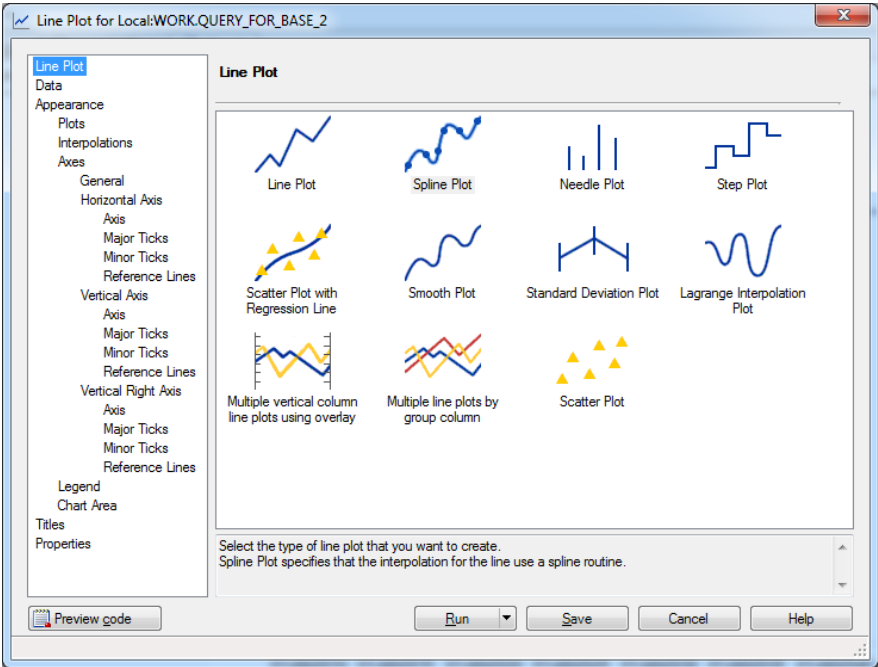 Line Plot for Local:WORK.QUERY_FOR_BASE_2
Line Plot
Data
Appearance
Plots
Interpolations
Axes
General
Horizontal Axis
Axis
Major Ticks
Minor Ticks
Reference Lines
Vertical Axis
Axis
Major Ticks
Minor Ticks
Reference Lines
Vertical Right Axis
Axis
Major Ticks
Minor Ticks
Reference Lines
Legend
Chart Area
Titles
Properties
Line Plot
Line Plot
Spline Plot
Needle Plot
Step Plot
Scatter Plot with
Regression Line
Smooth Plot
Standard Deviation Plot
Lagrange Interpolation
Plot
Multiple vertical column
line plots using overlay
Multiple line plots by
group column
Scatter Plot
Select the type of line plot that you want to create.
Spline Plot specifies that the interpolation for the line use a spline routine.
Preview code
Run
Save
Cancel
Help